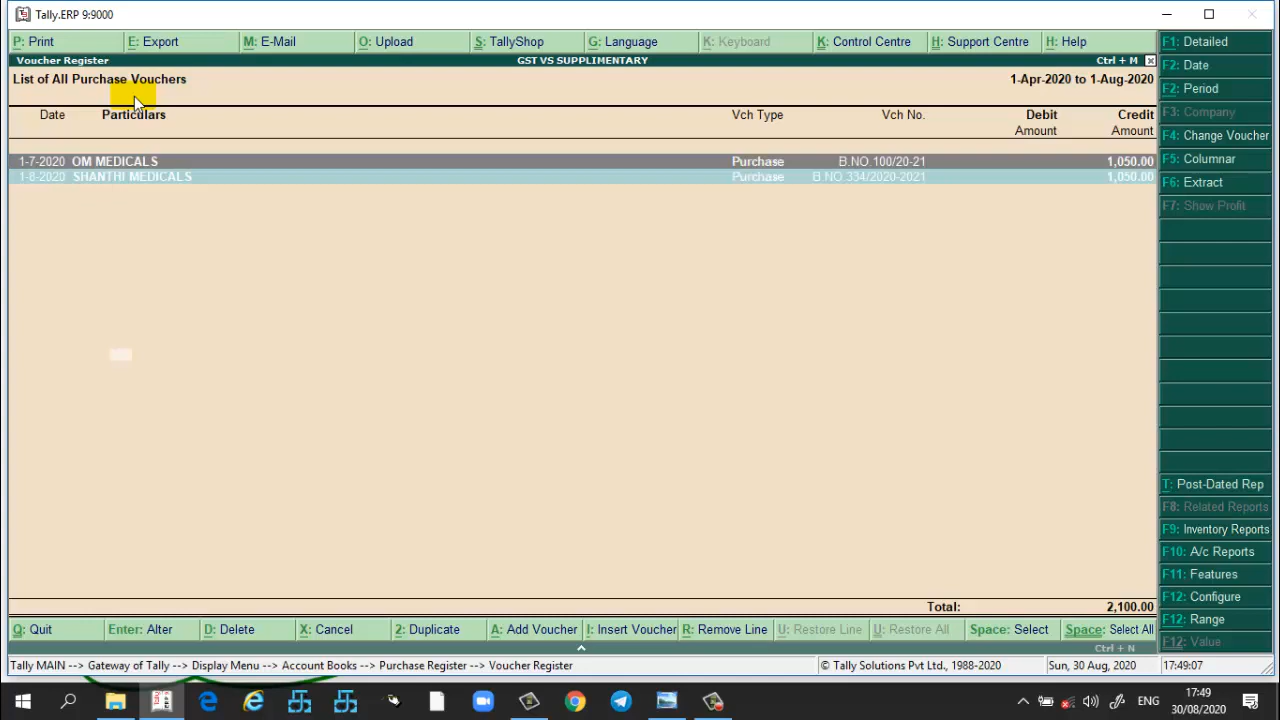 Tally.ERP 9:9000
P: Print E: Export M: E-Mail O: Upload S: TallyShop G: Language K: Keyboard K: Control Centre H: Support Centre H: Help
Voucher Register GST VS SUPPLIMENTARY Ctrl + M
List of All Purchase Vouchers 1-Apr-2020 to 1-Aug-2020
Date Particulars Vch Type Vch No. Debit Credit
Amount Amount
1-7-2020 OM MEDICALS Purchase B.NO.100/20-21 1,050.00
1-8-2020 SHANTHI MEDICALS Purchase B.NO.334/2020-2021 1,050.00
Total: 2,100.00
F1: Detailed
F2: Date
F2: Period
F3: Company
F4: Change Voucher
F5: Columnar
F6: Extract
F7: Show Profit
T: Post-Dated Rep
F8: Related Reports
F9: Inventory Reports
F10: A/c Reports
F11: Features
F12: Configure
F12: Range
F12: Value
Q: Quit Enter: Alter D: Delete X: Cancel 2: Duplicate A: Add Voucher I: Insert Voucher R: Remove Line U: Restore Line U: Restore All Space: Select Space: Select All
Ctrl + N
Tally MAIN --> Gateway of Tally --> Display Menu --> Account Books --> Purchase Register --> Voucher Register © Tally Solutions Pvt Ltd., 1988-2020 Sun, 30 Aug, 2020 17:49:07
ENG 17:49
30/08/2020